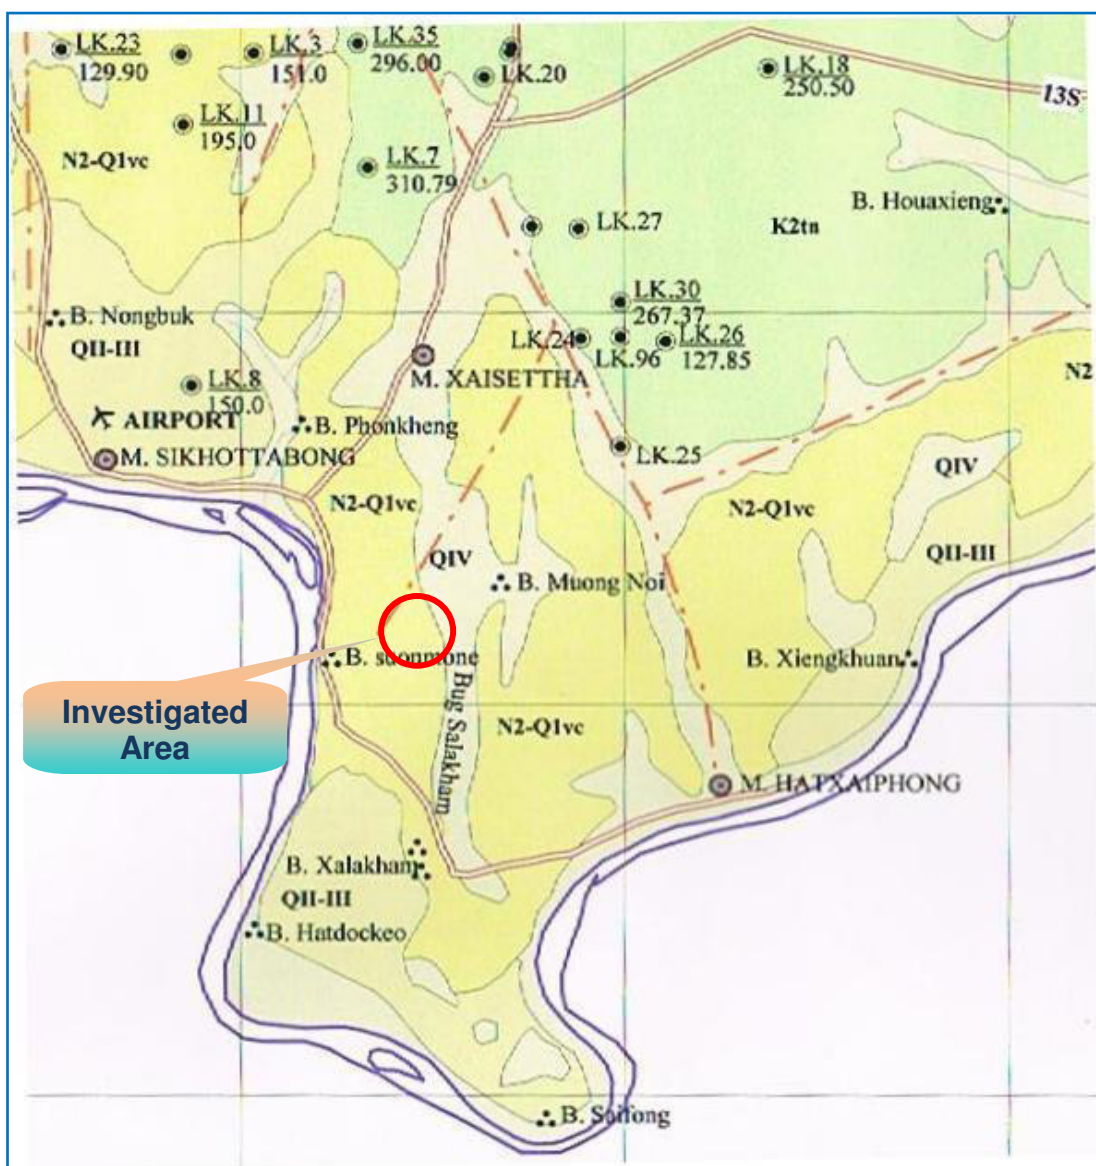 LK.23
129.90
LK.3
151.0
LK.35
296.00
LK.20
LK.18
250.50
13S
LK.11
195.0
N2-Q1vc
LK.7
310.79
B. Houaxieng
LK.27
K2tn
LK.30
267.37
B. Nongbuk
QII-III
LK.24
LK.96
LK.26
127.85
M. XAISETTHA
N2
LK.8
150.0
AIRPORT
B. Phonkheng
M. SIKHOTTABONG
LK.25
QIV
N2-Q1vc
N2-Q1vc
QIV
QII-III
B. Muong Noi
B. suonmone
B. Xiengkhuan
Investigated
Area
Bug Salakham
N2-Q1vc
M. HATXAIPHONG
B. Xalakham
QII-III
B. Hatdockeo
B. Saifong